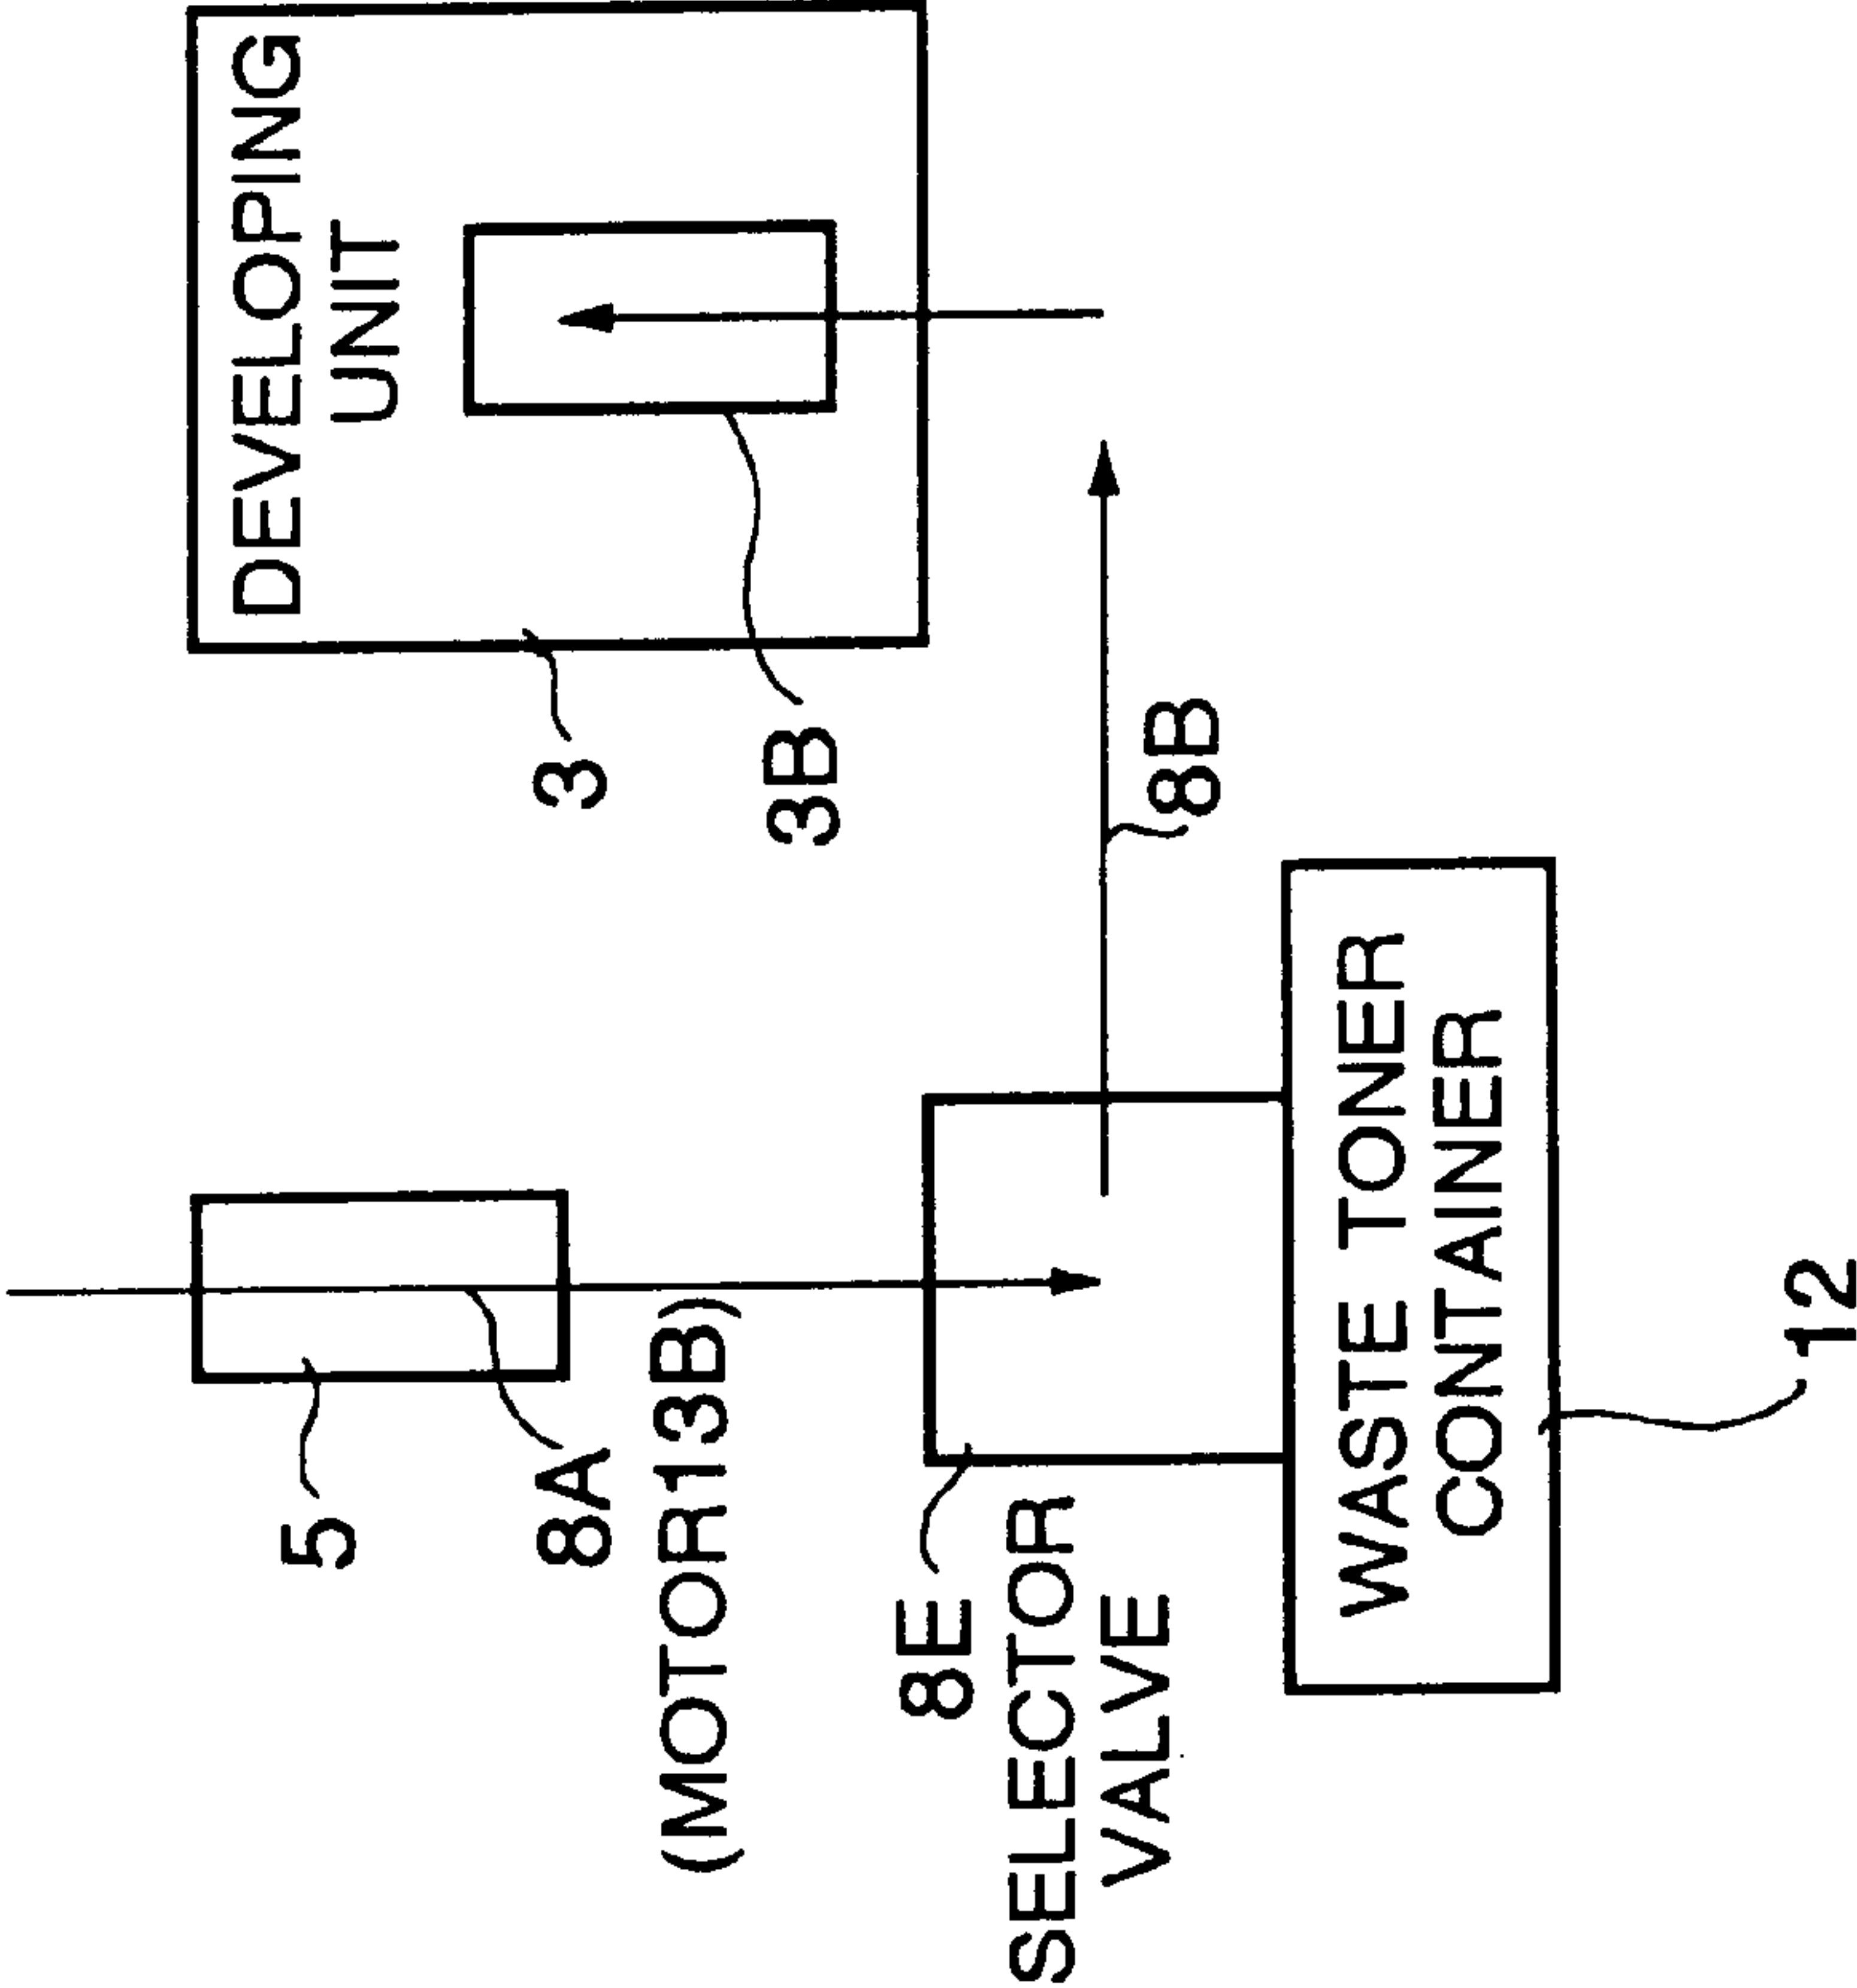 DEVELOPING
UNIT
3
3B
5
8A
(MOTOR13B)
8B
8E
SELECTOR
VALVE
WASTE TONER
CONTAINER
12